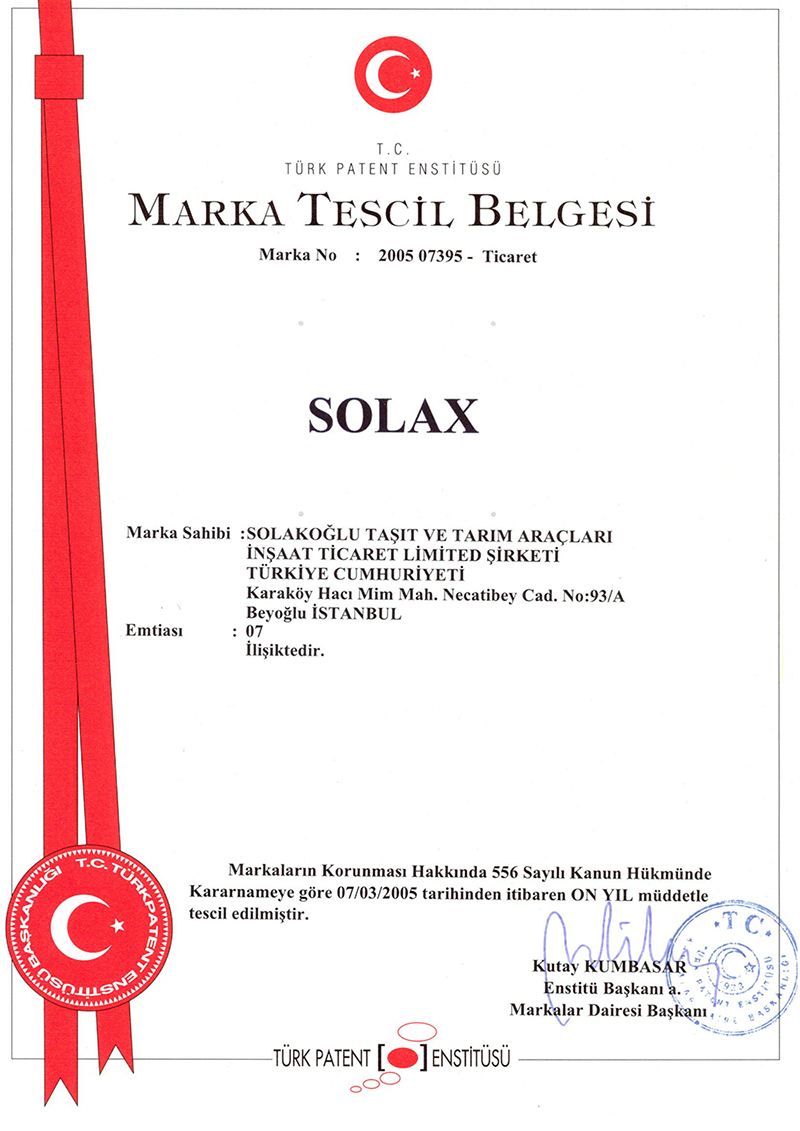 T.C.
TÜRK PATENT ENSTİTÜSÜ
MARKA TESCİL BELGESİ
Marka No : 2005 07395 - Ticaret
SOLAX
Marka Sahibi :SOLAKOĞLU TAŞIT VE TARIM ARAÇLARI
İNŞAAT TİCARET LİMİTED ŞİRKETİ
TÜRKİYE CUMHURİYETİ
Karaköy Hacı Mim Mah. Necatibey Cad. No:93/A
Beyoğlu İSTANBUL
Emtiası : 07
İlişiktedir.
Markaların Korunması Hakkında 556 Sayılı Kanun Hükmünde
Kararnameye göre 07/03/2005 tarihinden itibaren ON YIL müddetle
tescil edilmiştir.
Kutay KUMBASAR
Enstitü Başkanı a.
Markalar Dairesi Başkanı
T.C. TÜRK PATENT ENSTİTÜSÜ BAŞKANLIĞI
T C
PATENT ENSTİTÜSÜ
BAŞKANLIĞI
TÜRK PATENT [ ] ENSTİTÜSÜ